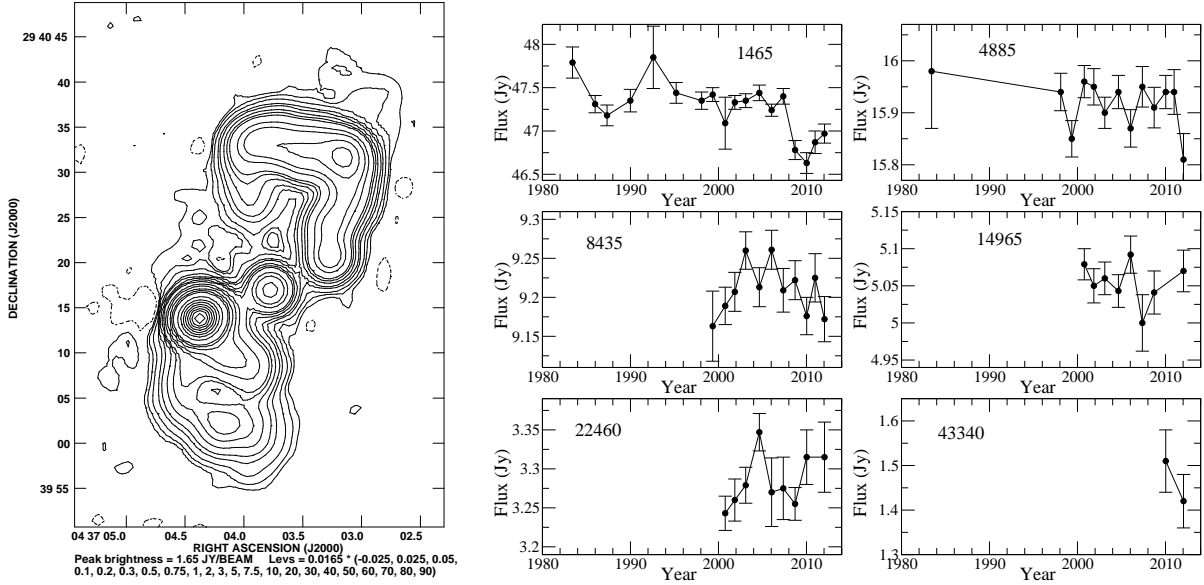 29 40 45
40
35
30
25
20
15
10
05
00
39 55
DECLINATION (J2000)
04 37 05.0
04.5
04.0
03.5
03.0
02.5
RIGHT ASCENSION (J2000)
Peak brightness = 1.65 JY/BEAM Levs = 0.0165 * (-0.025, 0.025, 0.05,
0.1, 0.2, 0.3, 0.5, 0.75, 1, 2, 3, 5, 7.5, 10, 20, 30, 40, 50, 60, 70, 80, 90)
1465
48
47.5
47
46.5
Flux (Jy)
1980 1990 2000 2010
Year
4885
16
15.9
15.8
Flux (Jy)
1980 1990 2000 2010
Year
8435
9.3
9.25
9.2
9.15
Flux (Jy)
1980 1990 2000 2010
Year
14965
5.15
5.1
5.05
5
4.95
Flux (Jy)
1980 1990 2000 2010
Year
22460
3.35
3.3
3.25
3.2
Flux (Jy)
1980 1990 2000 2010
Year
43340
1.6
1.5
1.4
1.3
Flux (Jy)
1980 1990 2000 2010
Year